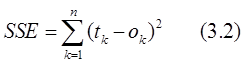 SSE = \sum_{k=1}^{n} (t_k - o_k)^2 (3.2)